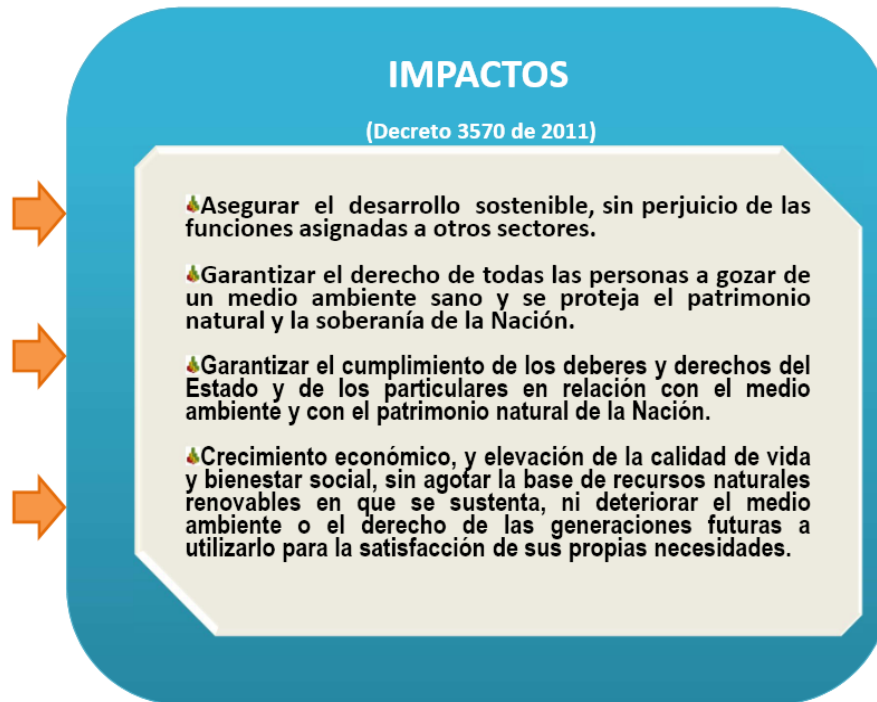 IMPACTOS
(Decreto 3570 de 2011)
Asegurar el desarrollo sostenible, sin perjuicio de las
funciones asignadas a otros sectores.
Garantizar el derecho de todas las personas a gozar de
un medio ambiente sano y se proteja el patrimonio
natural y la soberanía de la Nación.
Garantizar el cumplimiento de los deberes y derechos del
Estado y de los particulares en relación con el medio
ambiente y con el patrimonio natural de la Nación.
Crecimiento económico, y elevación de la calidad de vida
y bienestar social, sin agotar la base de recursos naturales
renovables en que se sustenta, ni deteriorar el medio
ambiente o el derecho de las generaciones futuras a
utilizarlo para la satisfacción de sus propias necesidades.